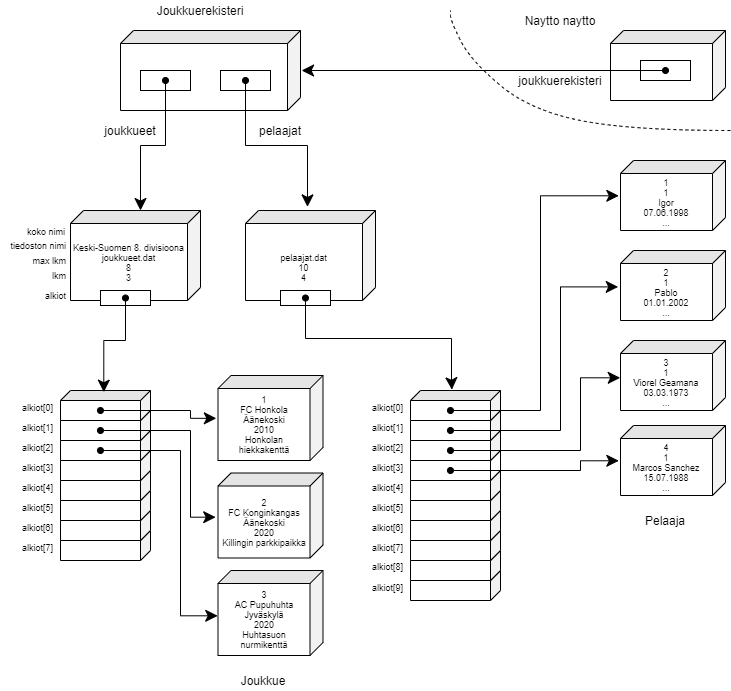 Joukkuerekisteri
Naytto naytto
joukkuerekisteri
joukkueet
pelaajat
koko nimi
tiedoston nimi
max lkm
lkm
alkiot
Keski-Suomen 8. divisioona
joukkueet.dat
8
3
pelaajat.dat
10
4
1
1
Igor
07.06.1998
...
2
1
Pablo
01.01.2002
...
3
1
Viorel Geamana
03.03.1973
...
4
1
Marcos Sanchez
15.07.1988
...
Pelaaja
alkiot[0]
alkiot[1]
alkiot[2]
alkiot[3]
alkiot[4]
alkiot[5]
alkiot[6]
alkiot[7]
1
FC Honkola
Äänekoski
2010
Honkolan
hiekkakenttä
2
FC Konginkangas
Äänekoski
2020
Killingin parkkipaikka
3
AC Pupuhuhta
Jyväskylä
2020
Huhtasuon
nurmikenttä
Joukkue
alkiot[0]
alkiot[1]
alkiot[2]
alkiot[3]
alkiot[4]
alkiot[5]
alkiot[6]
alkiot[7]
alkiot[8]
alkiot[9]